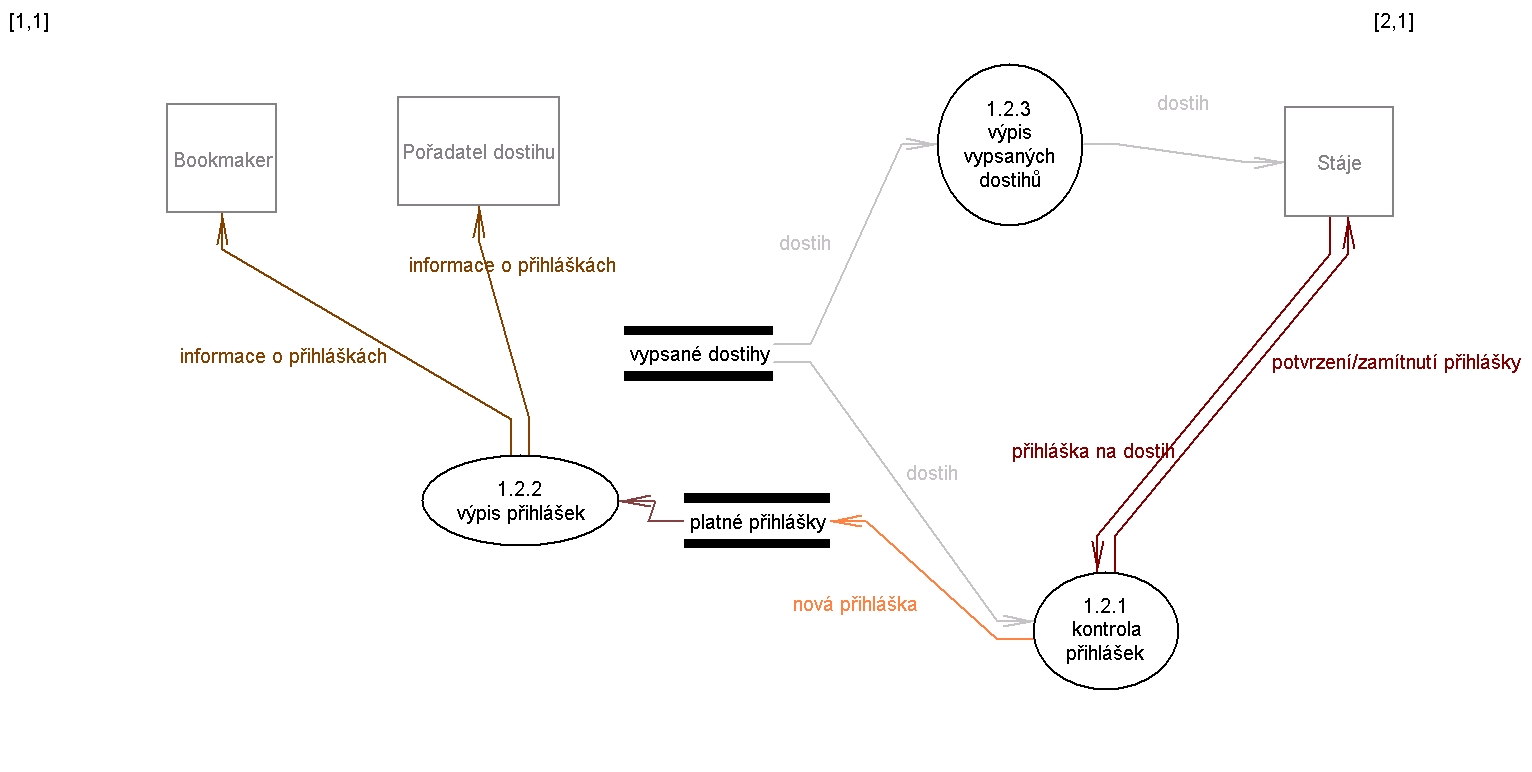 [1,1]
[2,1]
Bookmaker
Pořadatel dostihu
1.2.3
výpis
vypsaných
dostihů
dostih
Stáje
dostih
informace o přihláškách
informace o přihláškách
vypsané dostihy
potvrzení/zamítnutí přihlášky
přihláška na dostih
dostih
1.2.2
výpis přihlášek
platné přihlášky
nová přihláška
1.2.1
kontrola
přihlášek